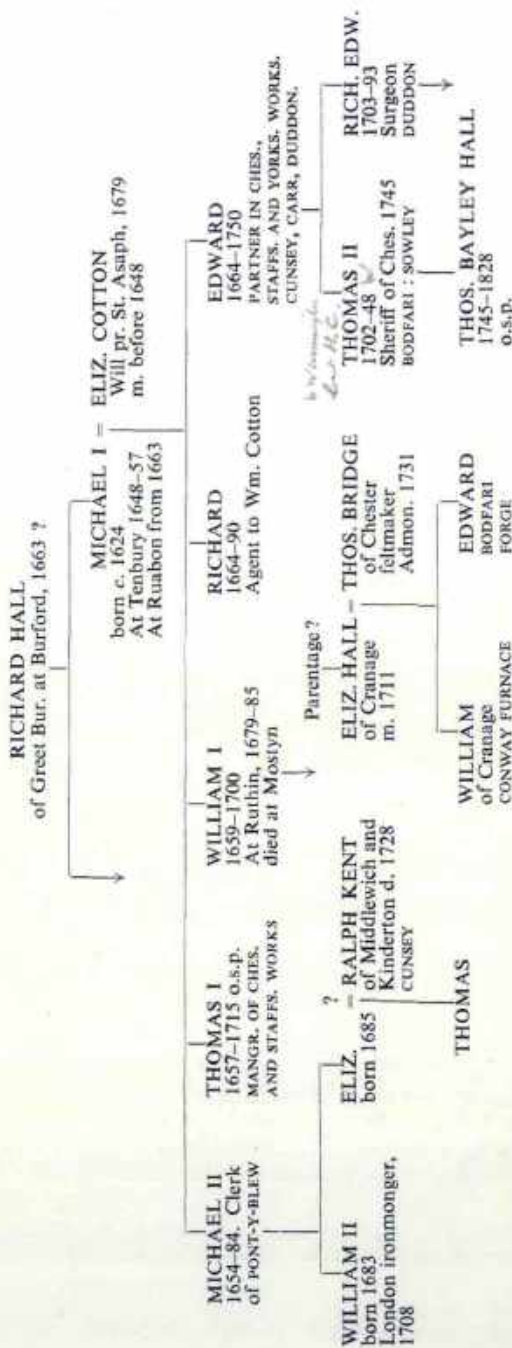 RICHARD HALL
of Greet Bur. at Burford, 1663 ?
MICHAEL I = ELIZ. COTTON
born c. 1624
At Tenbury 1648–57
At Ruabon from 1663
Will pr. St. Asaph, 1679
m. before 1648
MICHAEL II
1654–84. Clerk
of PONT-Y-BLEW
THOMAS I
1657–1715 o.s.p.
MANGR. OF CHES.
AND STAFFS. WORKS
WILLIAM I
1659–1700
At Ruthin, 1679–85
died at Mostyn
RICHARD
1664–90
Agent to Wm. Cotton
EDWARD
1664–1750
PARTNER IN CHES.,
STAFFS. AND YORKS. WORKS.
CUNSEY, CARR, DUDDON.
WILLIAM II
born 1683
London ironmonger,
1708
ELIZ.
born 1685
?
= RALPH KENT
of Middlewich and
Kinderton d. 1728
CUNSEY
THOMAS
Parentage ?
ELIZ. HALL – THOS. BRIDGE
of Cranage
m. 1711
of Chester
feltmaker
Admon. 1731
WILLIAM
of Cranage
CONWAY FURNACE
EDWARD
BODFARI
FORGE
THOMAS II
1702–48
Sheriff of Ches. 1745
BODFARI : SOWLEY
THOS. BAYLEY HALL
1745–1828
o.s.p.
RICH. EDW.
1703–93
Surgeon
DUDDON